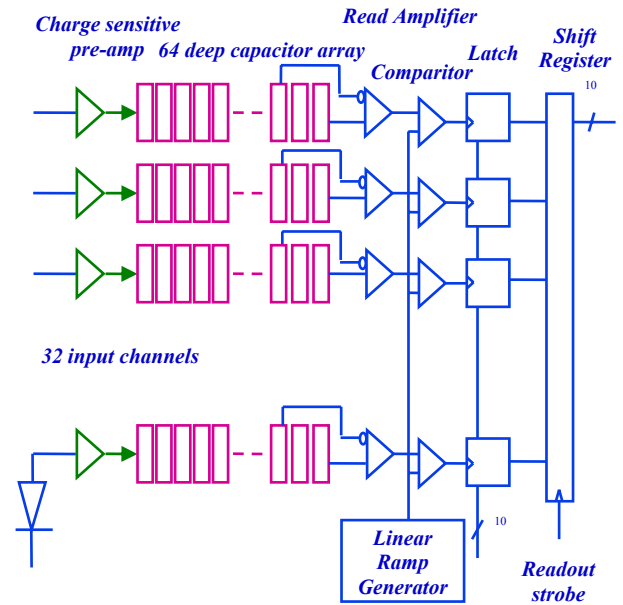 Charge sensitive
pre-amp
64 deep capacitor array
Read Amplifier
Comparitor
Latch
Shift
Register
10
32 input channels
10
Linear
Ramp
Generator
Readout
strobe